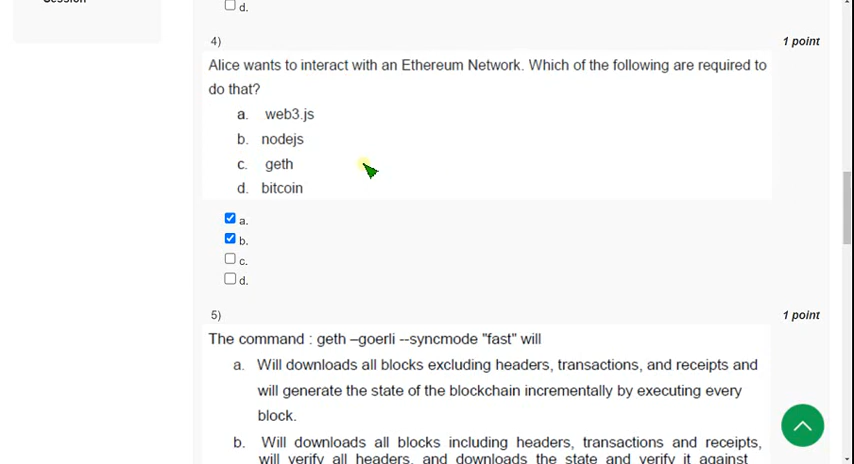 Session
d.
4)
1 point
Alice wants to interact with an Ethereum Network. Which of the following are required to
do that?
a. web3.js
b. nodejs
c. geth
d. bitcoin
a.
b.
c.
d.
5)
1 point
The command : geth –goerli --syncmode "fast" will
a. Will downloads all blocks excluding headers, transactions, and receipts and
will generate the state of the blockchain incrementally by executing every
block.
b. Will downloads all blocks including headers, transactions and receipts,
will verify all headers, and downloads the state and verify it against